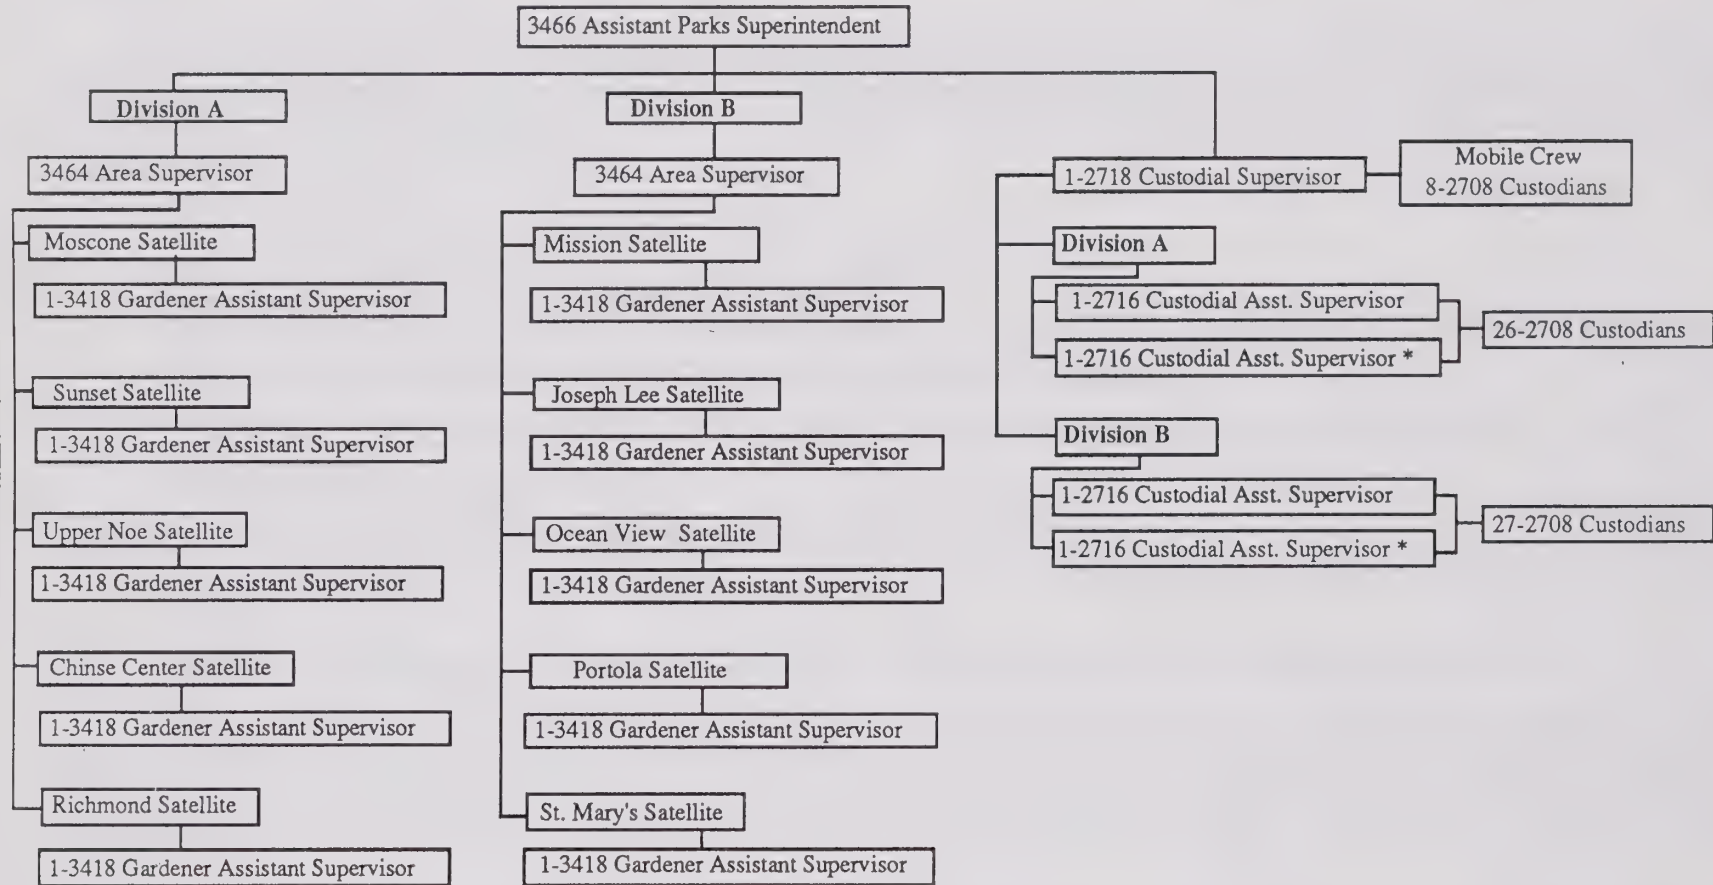 3466 Assistant Parks Superintendent
Division A
3464 Area Supervisor
Moscone Satellite
1-3418 Gardener Assistant Supervisor
Sunset Satellite
1-3418 Gardener Assistant Supervisor
Upper Noe Satellite
1-3418 Gardener Assistant Supervisor
Chinse Center Satellite
1-3418 Gardener Assistant Supervisor
Richmond Satellite
1-3418 Gardener Assistant Supervisor
Division B
3464 Area Supervisor
Mission Satellite
1-3418 Gardener Assistant Supervisor
Joseph Lee Satellite
1-3418 Gardener Assistant Supervisor
Ocean View Satellite
1-3418 Gardener Assistant Supervisor
Portola Satellite
1-3418 Gardener Assistant Supervisor
St. Mary's Satellite
1-3418 Gardener Assistant Supervisor
1-2718 Custodial Supervisor
Mobile Crew
8-2708 Custodians
Division A
1-2716 Custodial Asst. Supervisor
1-2716 Custodial Asst. Supervisor *
26-2708 Custodians
Division B
1-2716 Custodial Asst. Supervisor
1-2716 Custodial Asst. Supervisor *
27-2708 Custodians